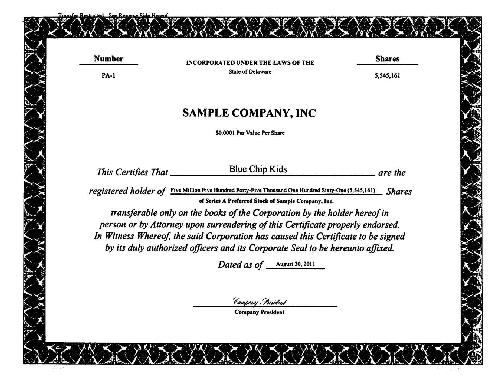 Transfer Restricted - See Reverse Side Hereof
Number
INCORPORATED UNDER THE LAWS OF THE
Shares
PA-1
State of Delaware
5,545,161
SAMPLE COMPANY, INC
$0.0001 Par Value Per Share
This Certifies That Blue Chip Kids are the
registered holder of Five Million Five Hundred Forty-Five Thousand One Hundred Sixty-One (5,545,161) Shares
of Series A Preferred Stock of Sample Company, Inc.
transferable only on the books of the Corporation by the holder hereof in
person or by Attorney upon surrendering of this Certificate properly endorsed.
In Witness Whereof, the said Corporation has caused this Certificate to be signed
by its duly authorized officers and its Corporate Seal to be hereunto affixed.
Dated as of August 30, 2011
Company President
Company President